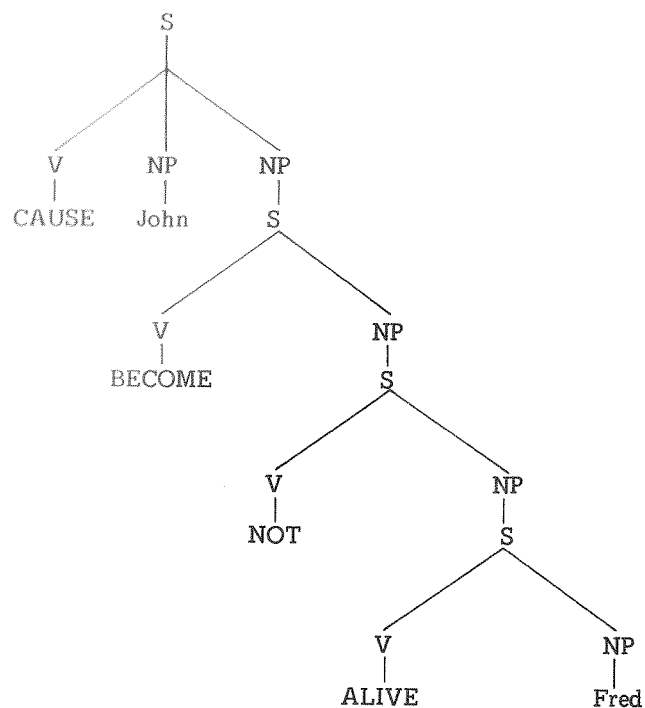 S
V NP NP
CAUSE John S
V NP
BECOME S
V NP
NOT S
V NP
ALIVE Fred